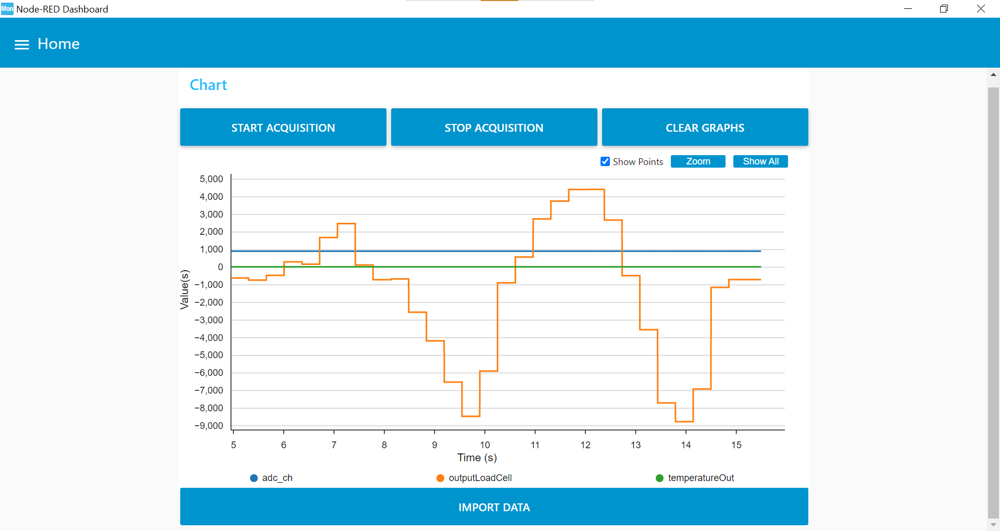 Mon Node-RED Dashboard
Home
Chart
START ACQUISITION STOP ACQUISITION CLEAR GRAPHS
Show Points Zoom Show All
5,000
4,000
3,000
2,000
1,000
0
−1,000
−2,000
−3,000
−4,000
−5,000
−6,000
−7,000
−8,000
−9,000
Value(s)
5 6 7 8 9 10 11 12 13 14 15
Time (s)
adc_ch outputLoadCell temperatureOut
IMPORT DATA